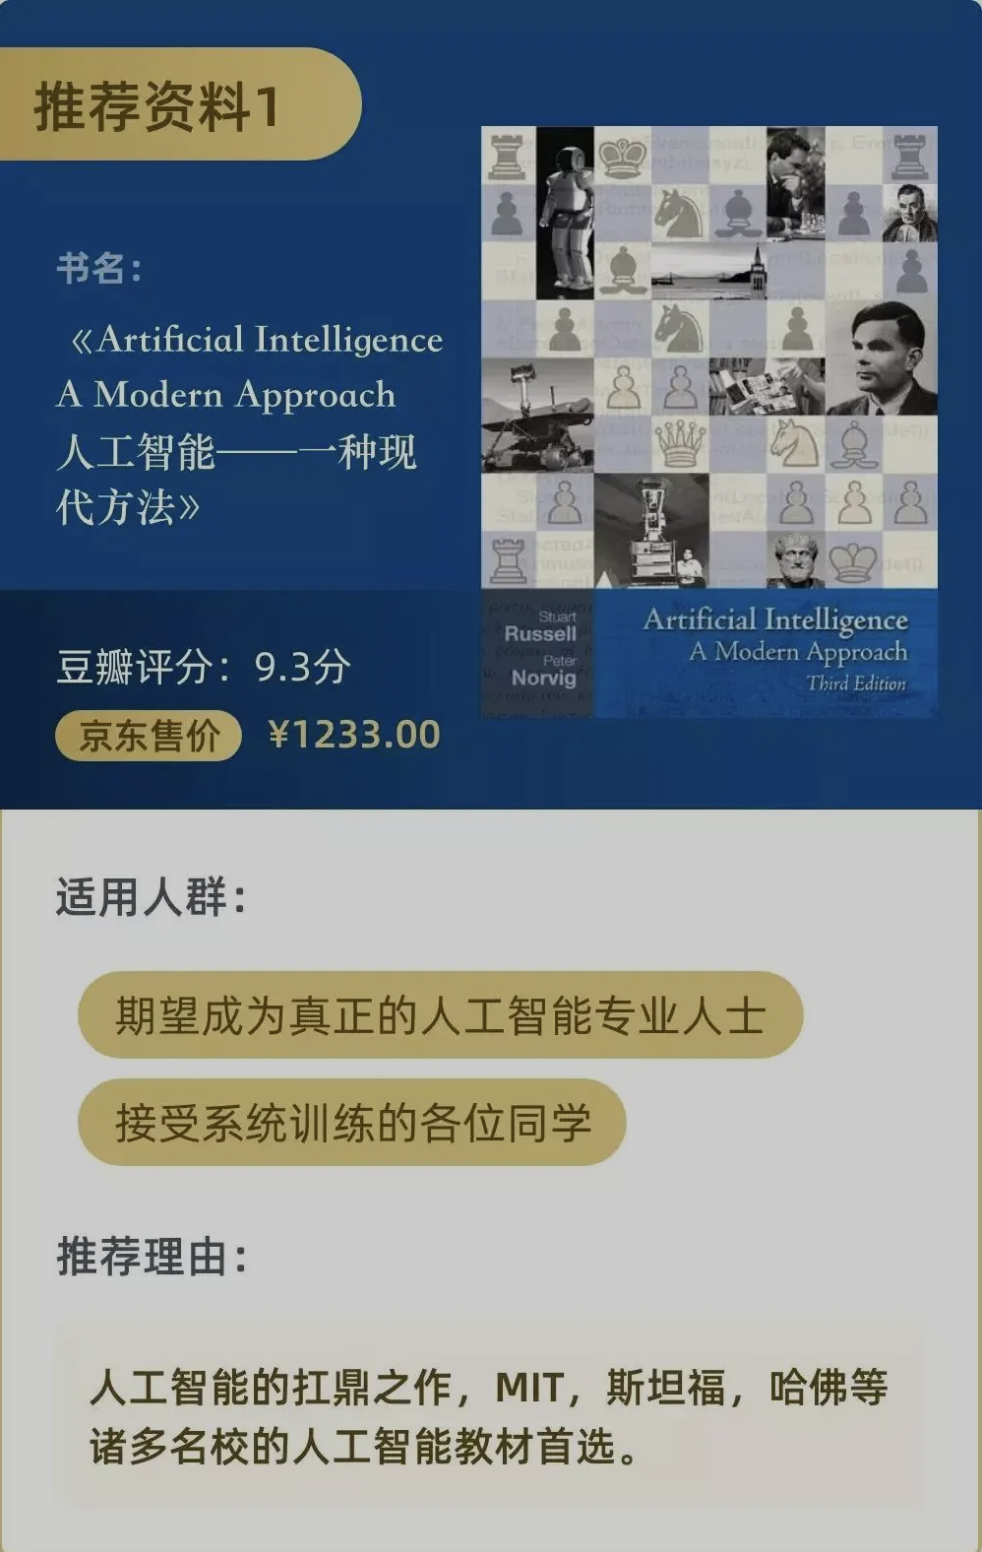 推荐资料1
书名：
《Artificial Intelligence
A Modern Approach
人工智能——一种现
代方法》
豆瓣评分：9.3分
京东售价 ¥1233.00
Stuart
Russell
Peter
Norvig
Artificial Intelligence
A Modern Approach
Third Edition
适用人群：
期望成为真正的人工智能专业人士
接受系统训练的各位同学
推荐理由：
人工智能的扛鼎之作，MIT，斯坦福，哈佛等
诸多名校的人工智能教材首选。